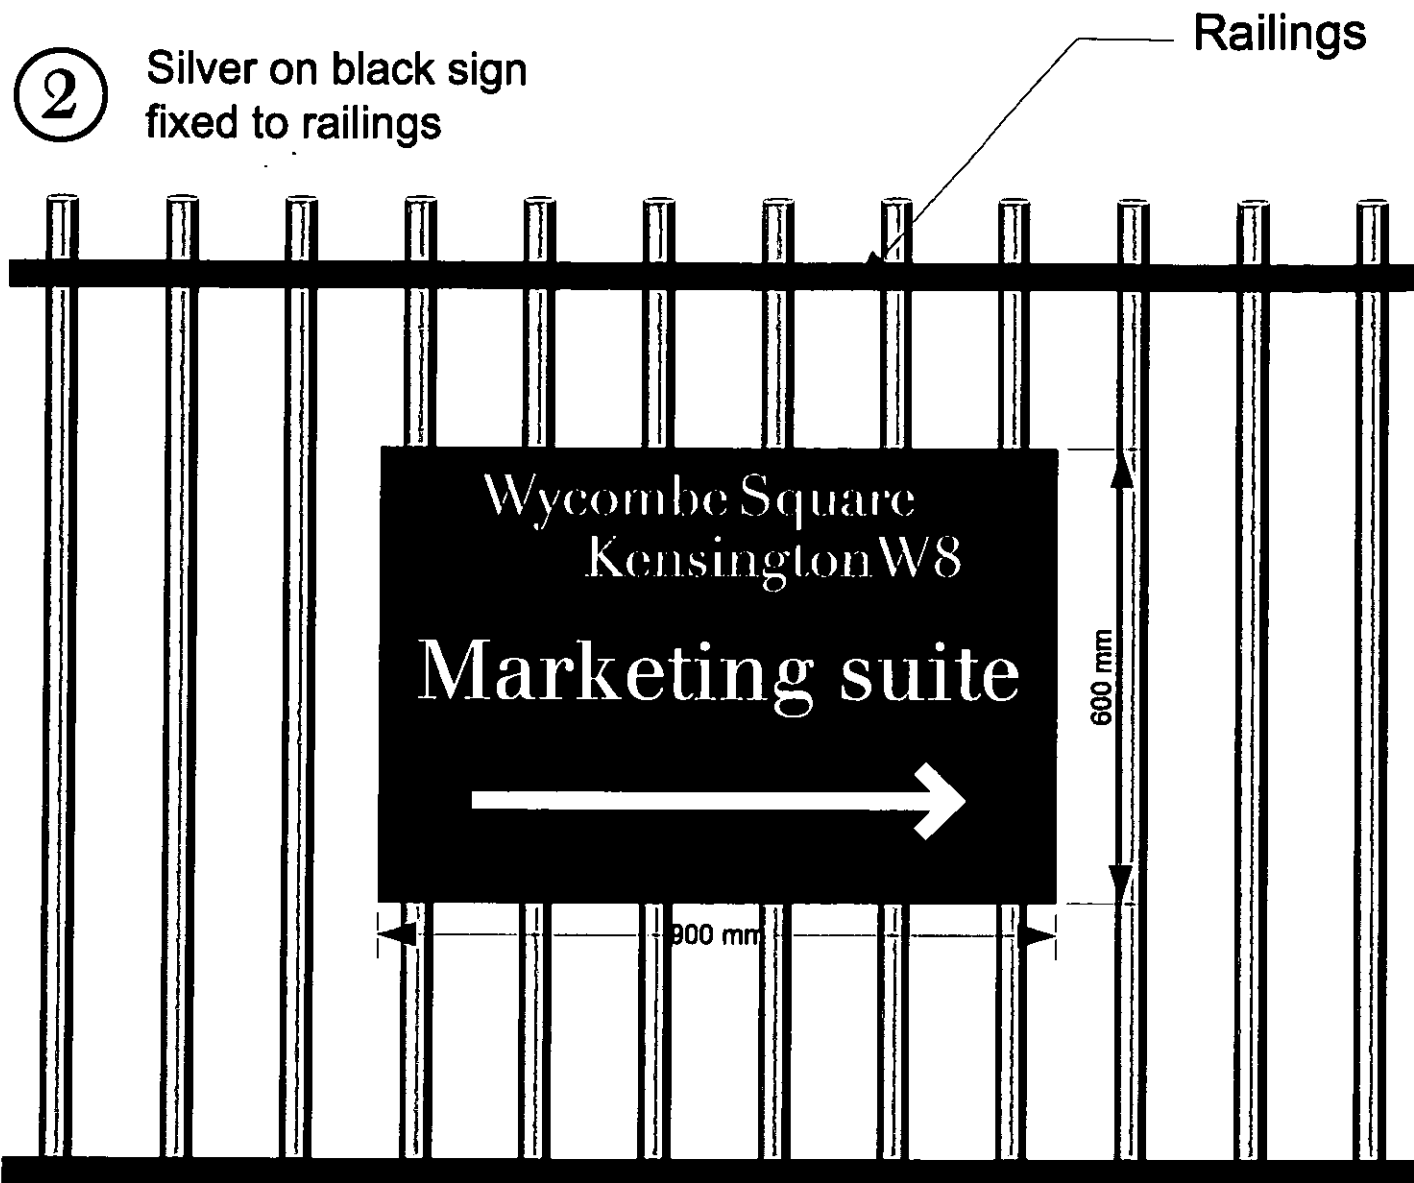 Railings
2
Silver on black sign
fixed to railings
Wycombe Square
Kensington W8
Marketing suite
600 mm
900 mm